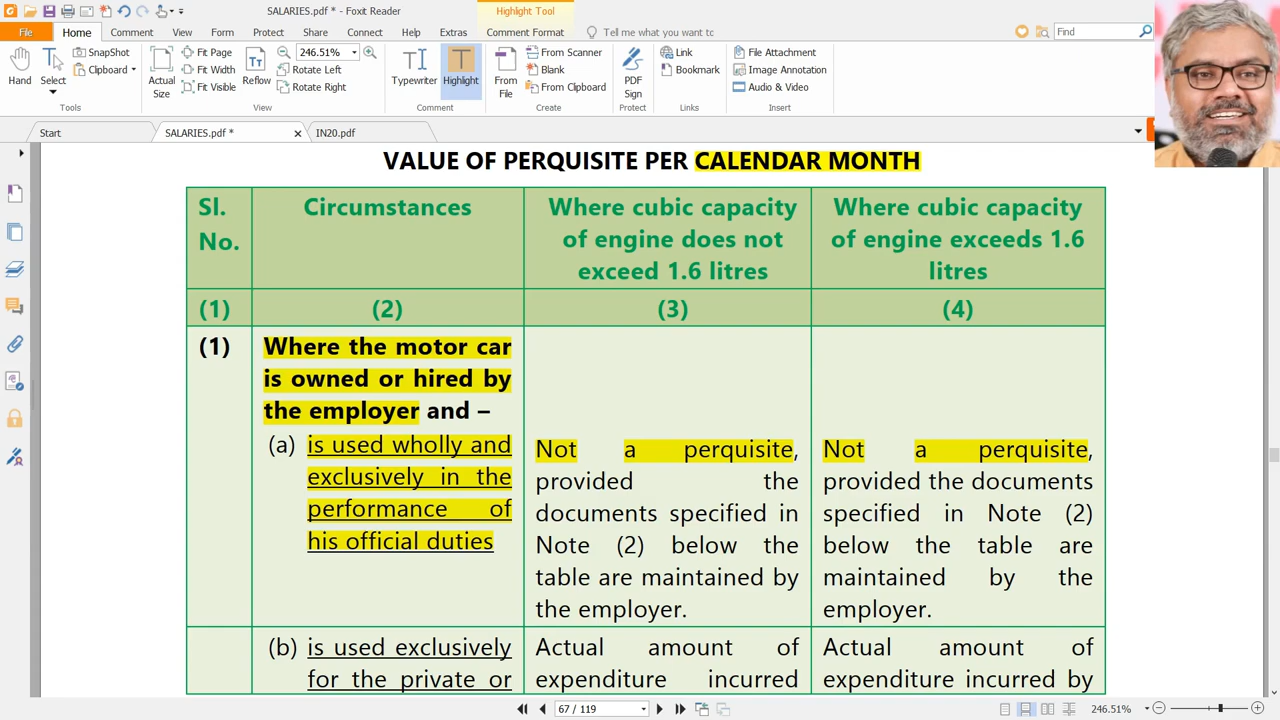 SALARIES.pdf * - Foxit Reader
Highlight Tool
File
Home
Comment
View
Form
Protect
Share
Connect
Help
Extras
Comment Format
Tell me what you want tc
Find
Hand
Select
SnapShot
Clipboard
Actual Size
Fit Page
Fit Width
Fit Visible
Reflow
246.51%
Rotate Left
Rotate Right
Typewriter
Highlight
From File
From Scanner
Blank
From Clipboard
PDF Sign
Link
Bookmark
File Attachment
Image Annotation
Audio & Video
Tools
View
Comment
Create
Protect
Links
Insert
Start
SALARIES.pdf *
IN20.pdf
VALUE OF PERQUISITE PER CALENDAR MONTH
Sl.
No.
Circumstances
Where cubic capacity
of engine does not
exceed 1.6 litres
Where cubic capacity
of engine exceeds 1.6
litres
(1)
(2)
(3)
(4)
(1)
Where the motor car
is owned or hired by
the employer and –
(a) is used wholly and
exclusively in the
performance of
his official duties
Not a perquisite,
provided the
documents specified in
Note (2) below the
table are maintained by
the employer.
Not a perquisite,
provided the documents
specified in Note (2)
below the table are
maintained by the
employer.
(b) is used exclusively
for the private or
Actual amount of
expenditure incurred
Actual amount of
expenditure incurred by
67 / 119
246.51%